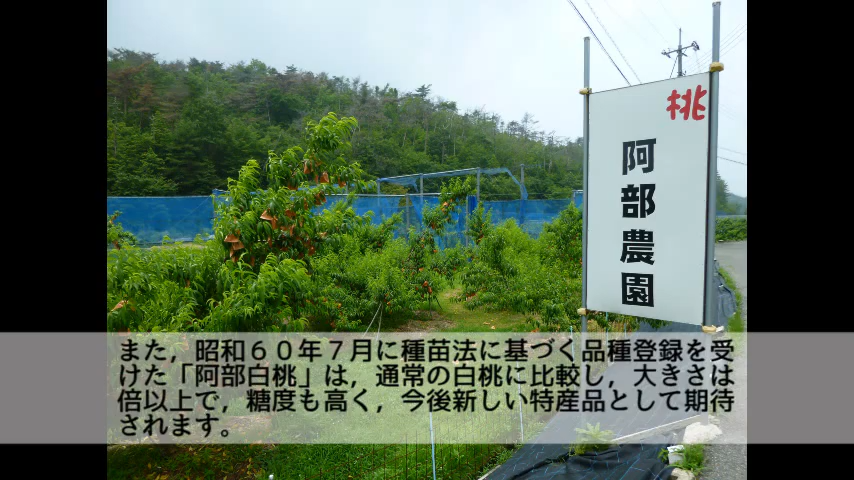 桃
阿部農園
また，昭和６０年７月に種苗法に基づく品種登録を受
けた「阿部白桃」は，通常の白桃に比較し，大きさは
倍以上で，糖度も高く，今後新しい特産品として期待
されます。